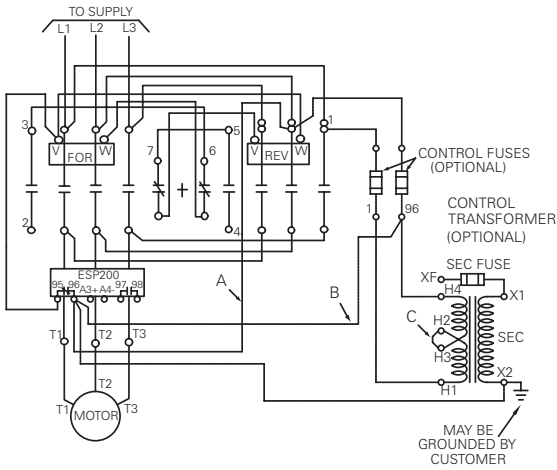 TO SUPPLY
L1 L2 L3
3 V W 5 V W 1
FOR 7 6 REV
CONTROL FUSES
(OPTIONAL)
+
1 96
CONTROL
TRANSFORMER
(OPTIONAL)
2 4
SEC FUSE
XF
ESP200
95 96 A3+ A4- 97 98
A
H4 X1
B
C
H2
SEC
H3
T1 T2 T3
X2
H1
T1 T2 T3
MOTOR
MAY BE
GROUNDED BY
CUSTOMER